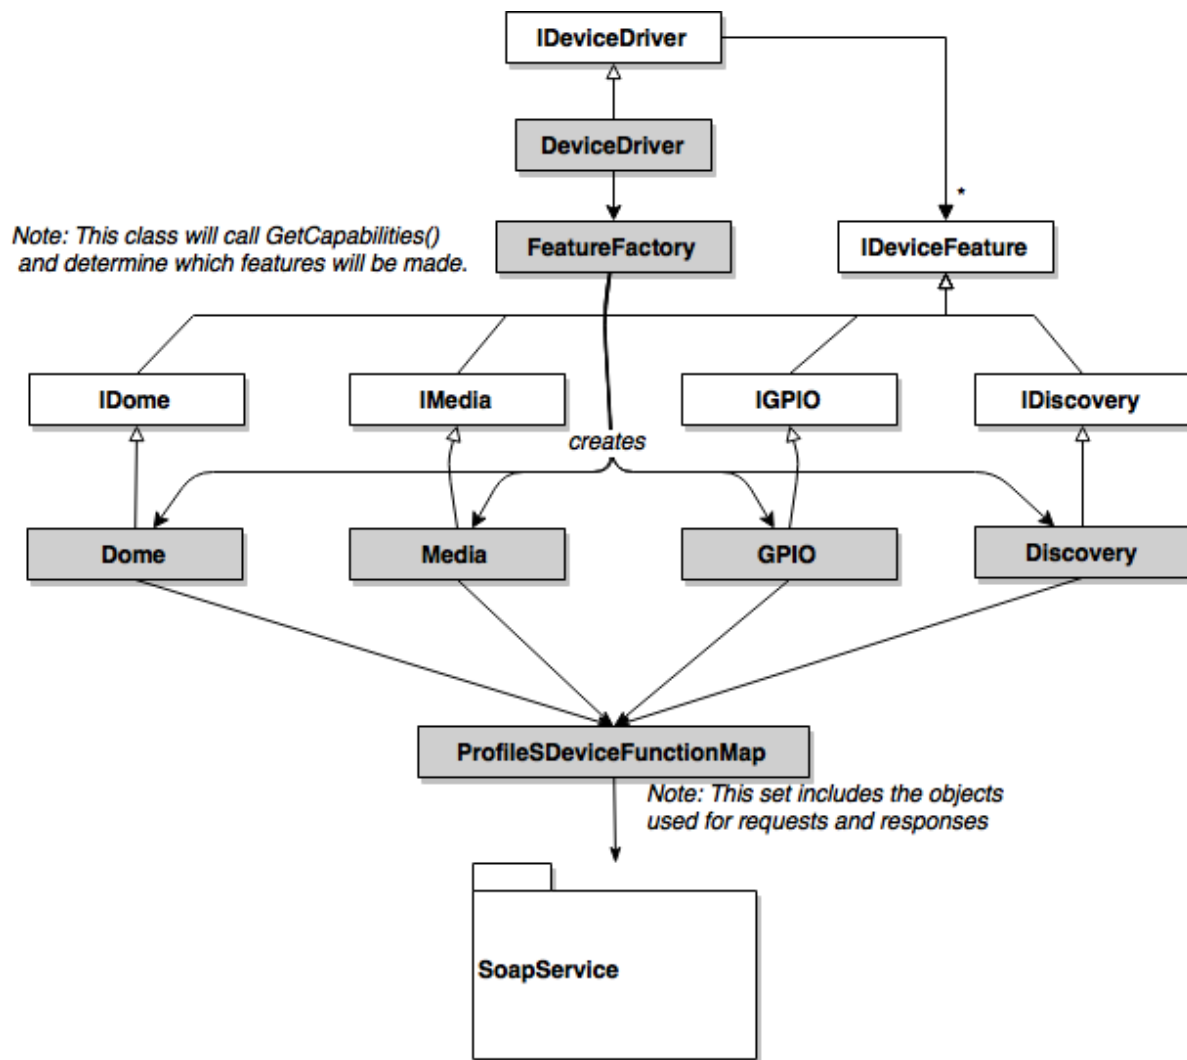 IDeviceDriver
DeviceDriver
*
Note: This class will call GetCapabilities()
and determine which features will be made.
FeatureFactory
IDeviceFeature
IDome
IMedia
IGPIO
IDiscovery
creates
Dome
Media
GPIO
Discovery
ProfileSDeviceFunctionMap
Note: This set includes the objects
used for requests and responses
SoapService